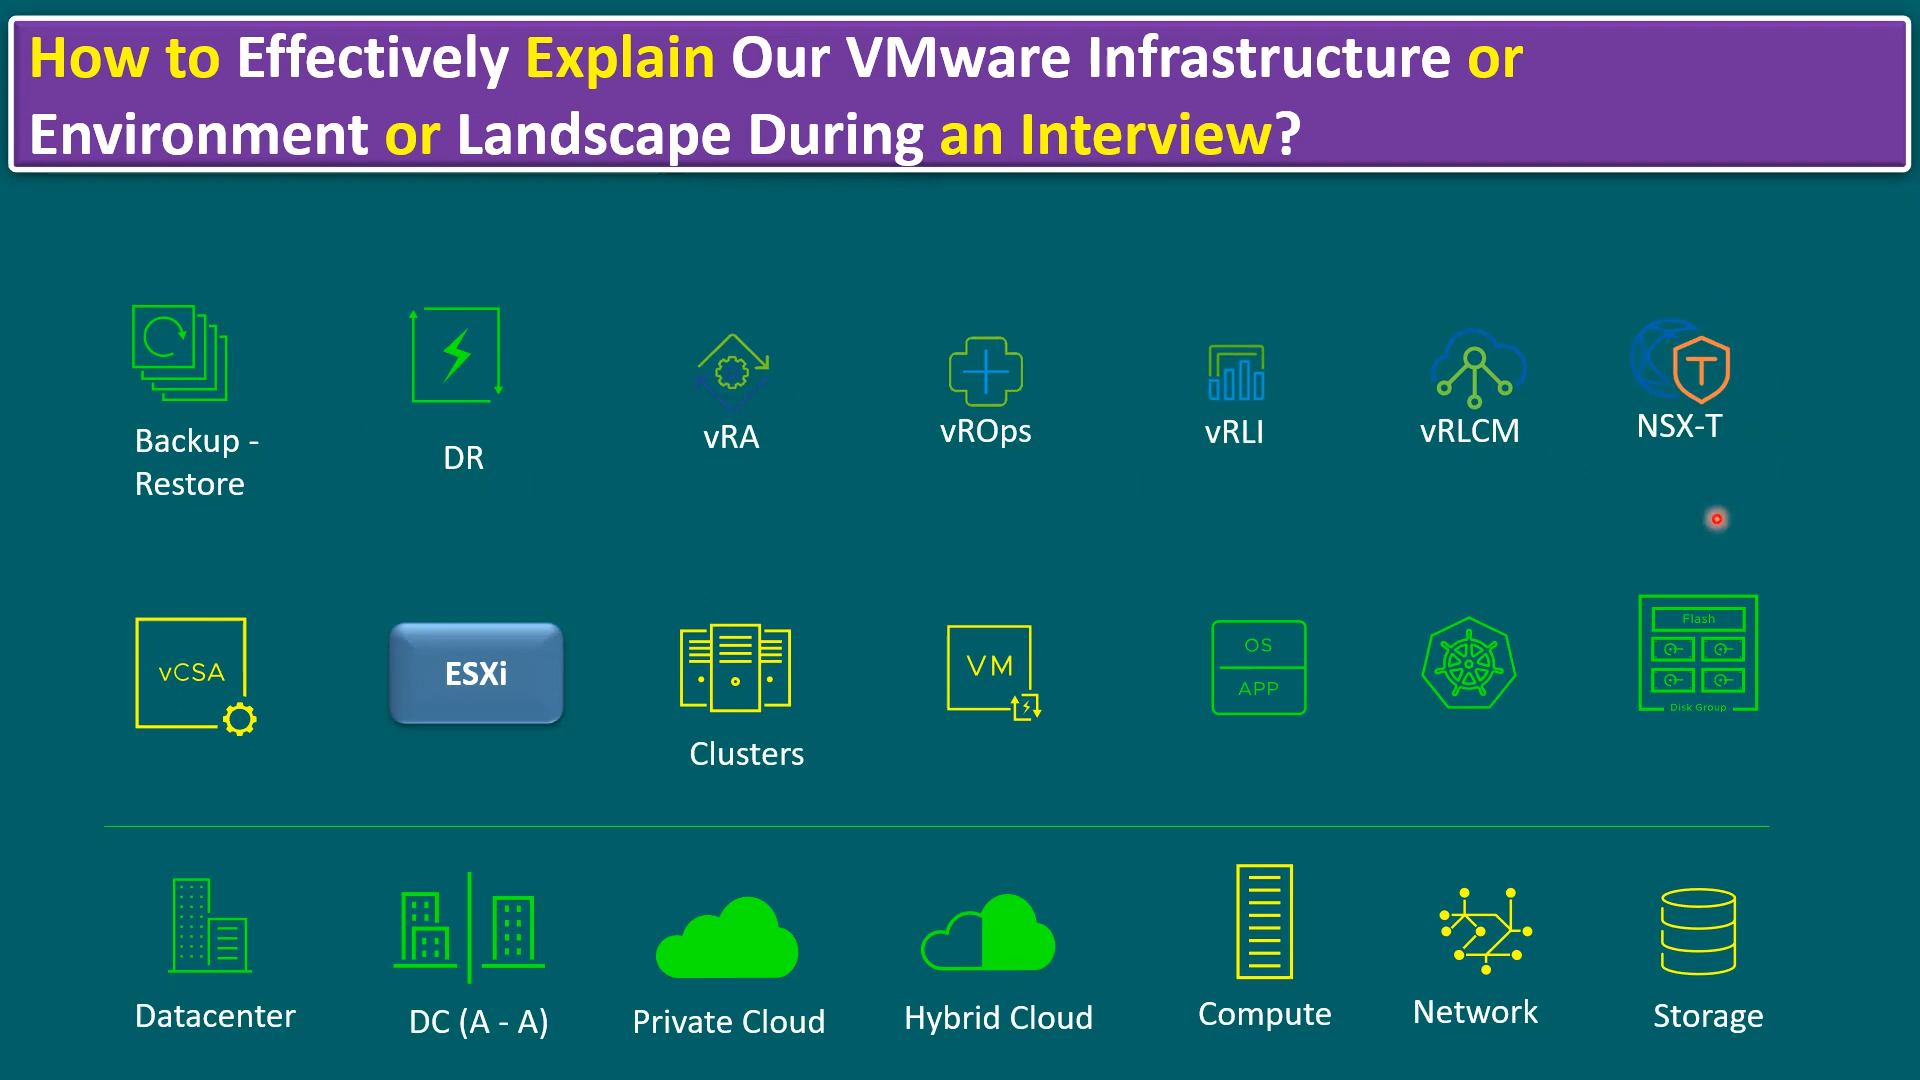 How to Effectively Explain Our VMware Infrastructure or
Environment or Landscape During an Interview?
Backup -
Restore
DR
vRA
vROps
vRLI
vRLCM
T
NSX-T
vCSA
ESXi
Clusters
VM
OS
APP
Flash
Disk Group
Datacenter
DC (A - A)
Private Cloud
Hybrid Cloud
Compute
Network
Storage